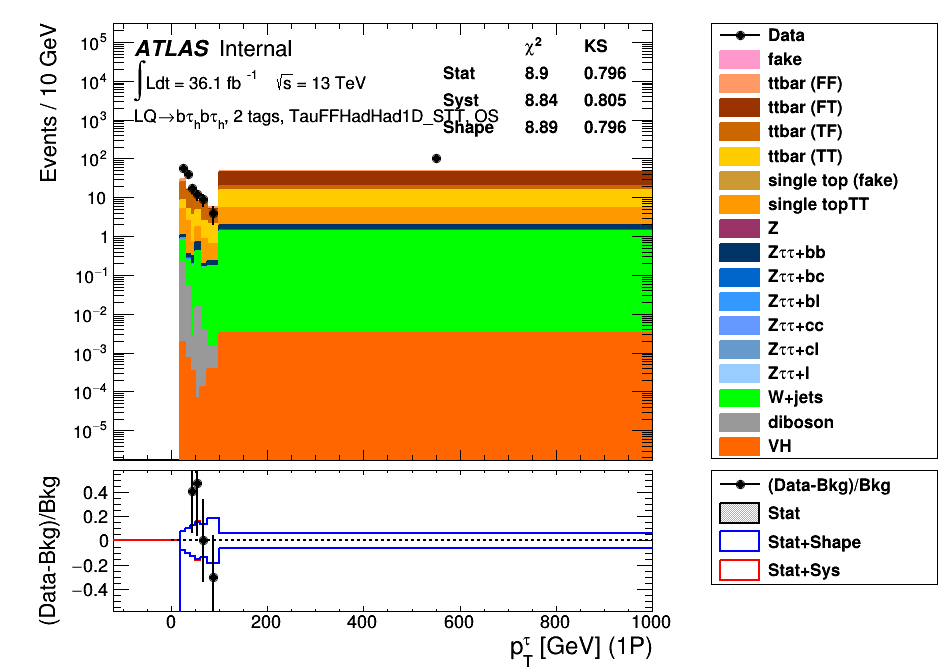 ATLAS Internal
∫Ldt = 36.1 fb⁻¹ √s = 13 TeV
LQ→bτ_hbτ_h, 2 tags, TauFFHadHad1D_STT, OS
χ² KS
Stat 8.9 0.796
Syst 8.84 0.805
Shape 8.89 0.796
Events / 10 GeV
10⁵
10⁴
10³
10²
10
1
10⁻¹
10⁻²
10⁻³
10⁻⁴
10⁻⁵
Data
fake
ttbar (FF)
ttbar (FT)
ttbar (TF)
ttbar (TT)
single top (fake)
single topTT
Z
Zττ+bb
Zττ+bc
Zττ+bl
Zττ+cc
Zττ+cl
Zττ+l
W+jets
diboson
VH
(Data-Bkg)/Bkg
0.4
0.2
0
−0.2
−0.4
0 200 400 600 800 1000
p_T^τ [GeV] (1P)
(Data-Bkg)/Bkg
Stat
Stat+Shape
Stat+Sys